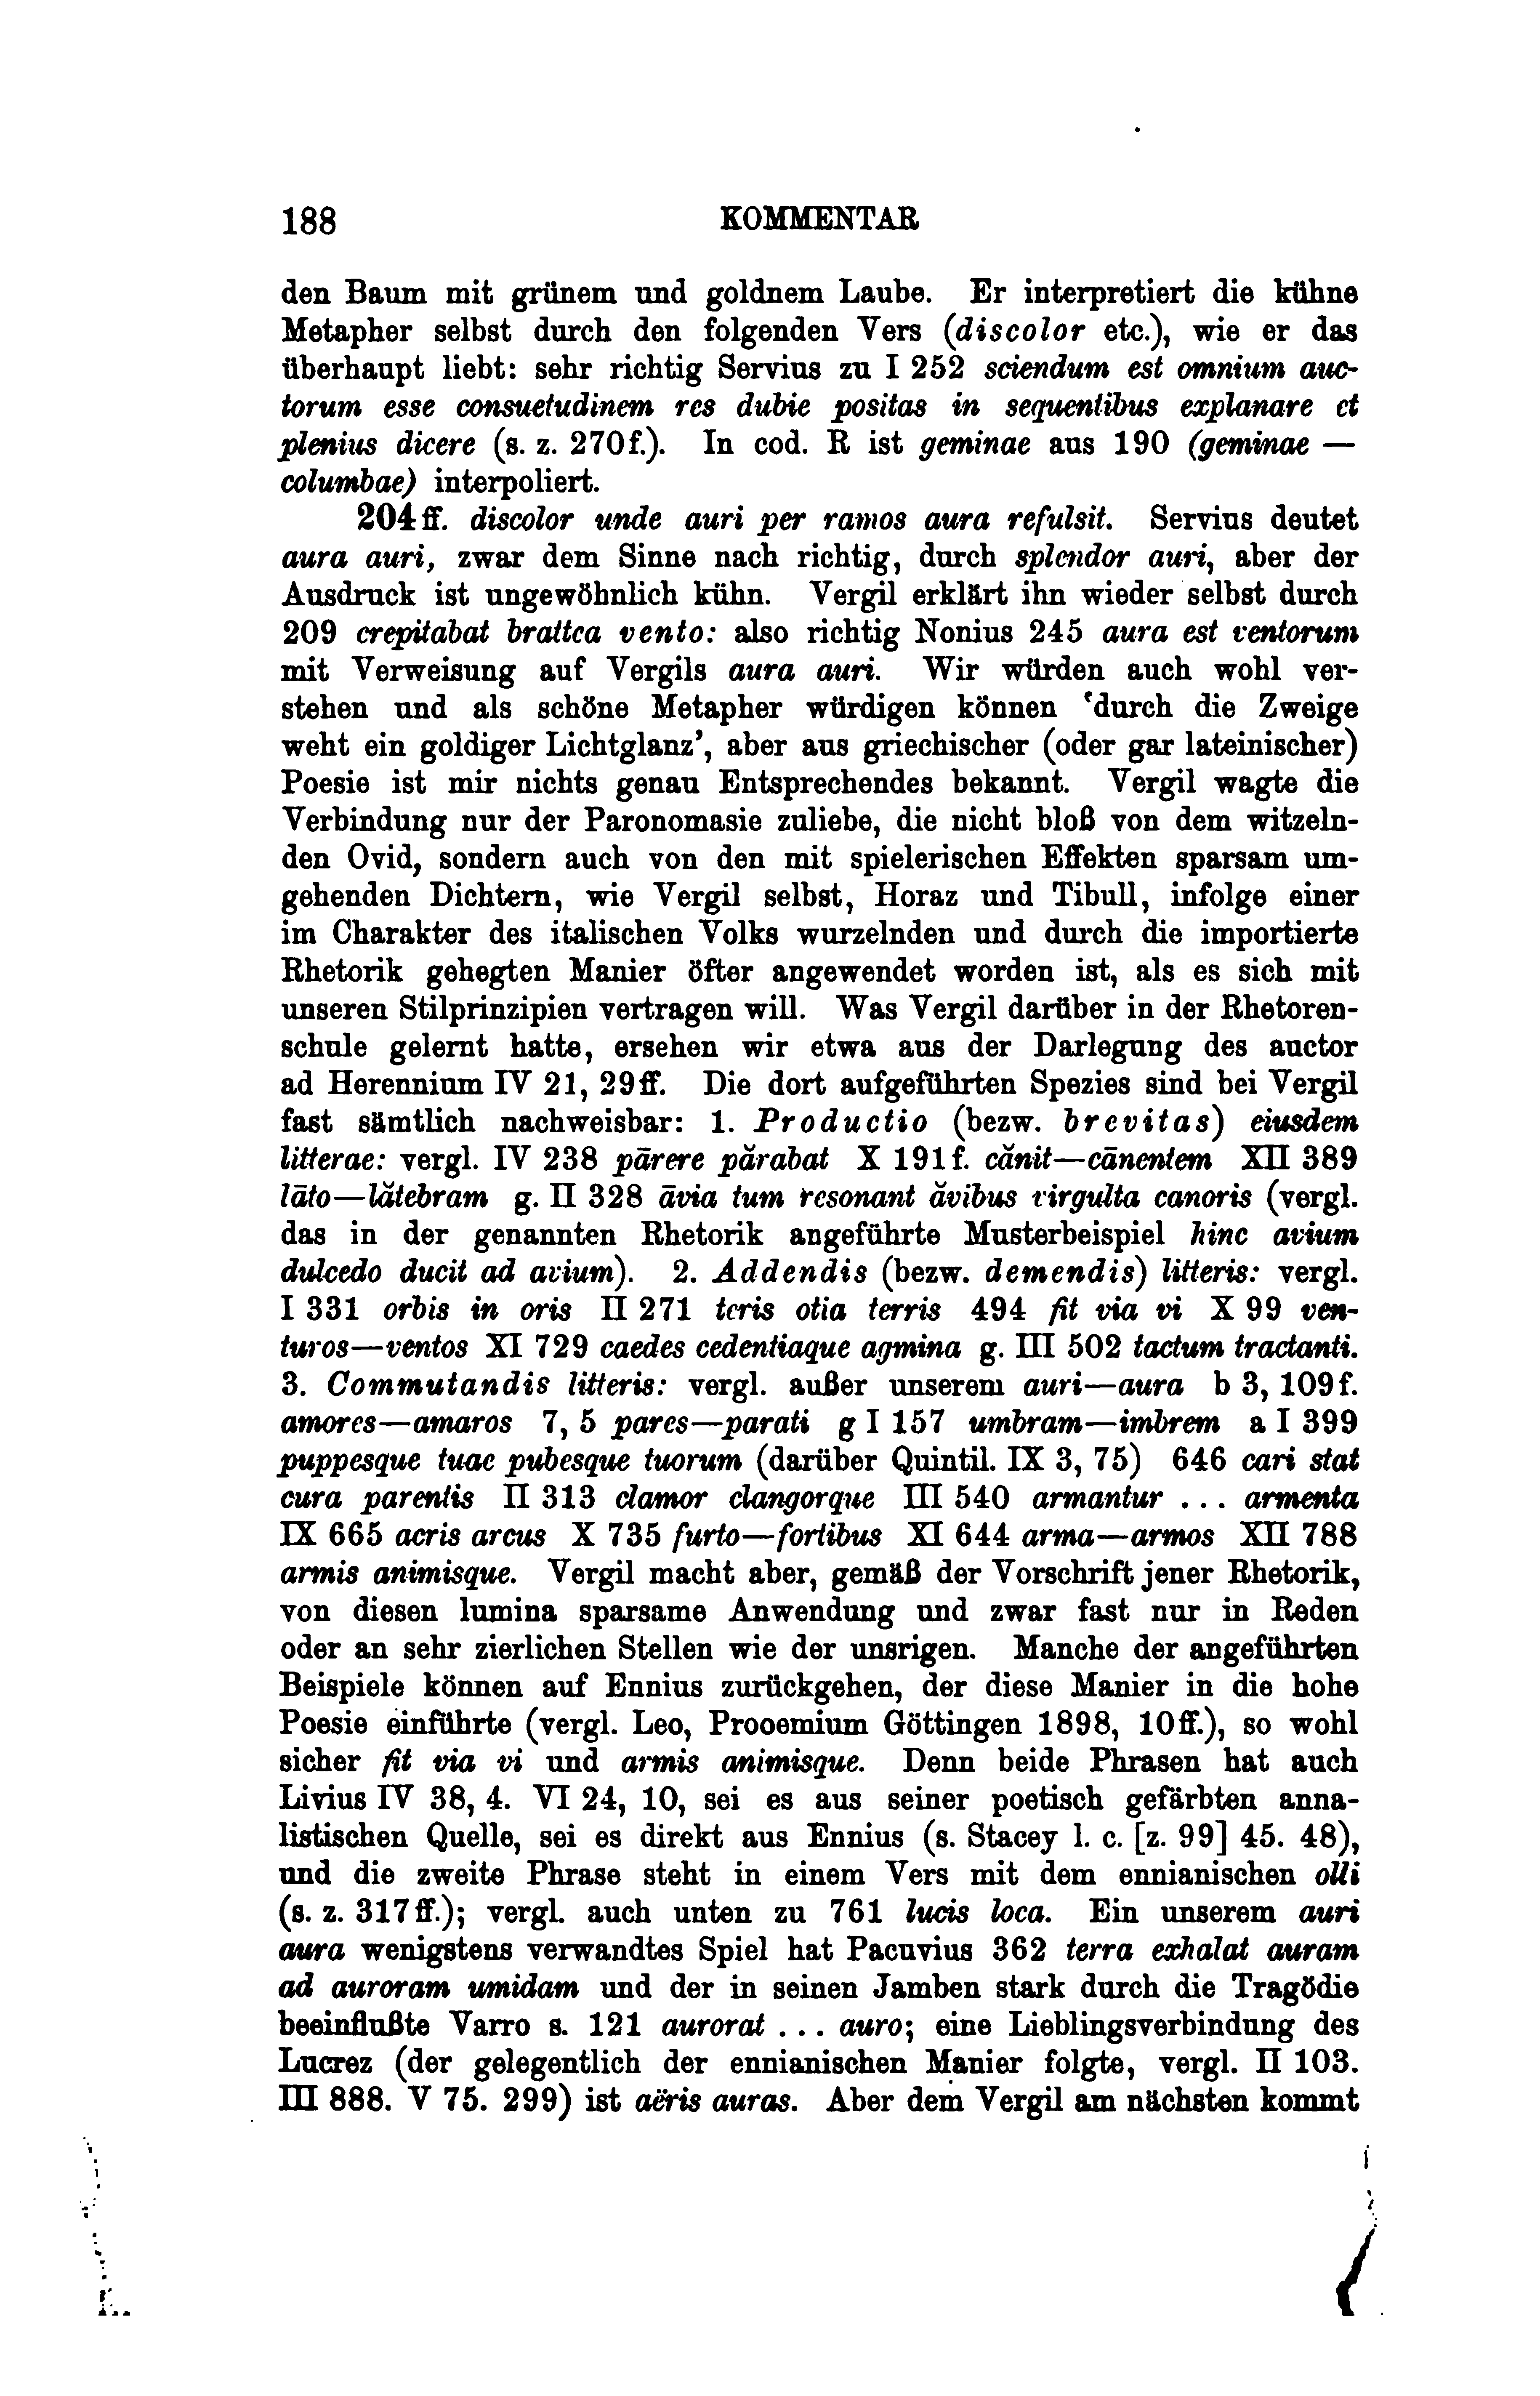 188 KOMMENTAR
den Baum mit grünem und goldnem Laube. Er interpretiert die kühne
Metapher selbst durch den folgenden Vers (discolor etc.), wie er das
überhaupt liebt: sehr richtig Servius zu I 252 sciendum est omnium auc-
torum esse consuetudinem res dubie positas in sequentibus explanare et
plenius dicere (s. z. 270f.). In cod. R ist geminae aus 190 (geminae —
columbae) interpoliert.
204ff. discolor unde auri per ramos aura refulsit. Servius deutet
aura auri, zwar dem Sinne nach richtig, durch splendor auri, aber der
Ausdruck ist ungewöhnlich kühn. Vergil erklärt ihn wieder selbst durch
209 crepitabat brattea vento: also richtig Nonius 245 aura est ventorum
mit Verweisung auf Vergils aura auri. Wir würden auch wohl ver-
stehen und als schöne Metapher würdigen können ‘durch die Zweige
weht ein goldiger Lichtglanz’, aber aus griechischer (oder gar lateinischer)
Poesie ist mir nichts genau Entsprechendes bekannt. Vergil wagte die
Verbindung nur der Paronomasie zuliebe, die nicht bloß von dem witzeln-
den Ovid, sondern auch von den mit spielerischen Effekten sparsam um-
gehenden Dichtern, wie Vergil selbst, Horaz und Tibull, infolge einer
im Charakter des italischen Volks wurzelnden und durch die importierte
Rhetorik gehegten Manier öfter angewendet worden ist, als es sich mit
unseren Stilprinzipien vertragen will. Was Vergil darüber in der Rhetoren-
schule gelernt hatte, ersehen wir etwa aus der Darlegung des auctor
ad Herennium IV 21, 29ff. Die dort aufgeführten Spezies sind bei Vergil
fast sämtlich nachweisbar: 1. Productio (bezw. brevitas) eiusdem
litterae: vergl. IV 238 pārere părabat X 191f. cănit—cānentem XII 389
lāto—lătebram g. II 328 āvia tum resonant ăvibus virgulta canoris (vergl.
das in der genannten Rhetorik angeführte Musterbeispiel hinc avium
dulcedo ducit ad avium). 2. Addendis (bezw. demendis) litteris: vergl.
I 331 orbis in oris II 271 teris otia terris 494 fit via vi X 99 ven-
turos—ventos XI 729 caedes cedentiaque agmina g. III 502 tactum tractanti.
3. Commutandis litteris: vergl. außer unserem auri—aura b 3, 109f.
amores—amaros 7, 5 pares—parati g I 157 umbram—imbrem a I 399
puppesque tuae pubesque tuorum (darüber Quintil. IX 3, 75) 646 cari stat
cura parentis II 313 clamor clangorque III 540 armantur ... armenta
IX 665 acris arcus X 735 furto—fortibus XI 644 arma—armos XII 788
armis animisque. Vergil macht aber, gemäß der Vorschrift jener Rhetorik,
von diesen lumina sparsame Anwendung und zwar fast nur in Reden
oder an sehr zierlichen Stellen wie der unsrigen. Manche der angeführten
Beispiele können auf Ennius zurückgehen, der diese Manier in die hohe
Poesie einführte (vergl. Leo, Prooemium Göttingen 1898, 10ff.), so wohl
sicher fit via vi und armis animisque. Denn beide Phrasen hat auch
Livius IV 38, 4. VI 24, 10, sei es aus seiner poetisch gefärbten anna-
listischen Quelle, sei es direkt aus Ennius (s. Stacey l. c. [z. 99] 45. 48),
und die zweite Phrase steht in einem Vers mit dem ennianischen olli
(s. z. 317ff.); vergl. auch unten zu 761 lucis loca. Ein unserem auri
aura wenigstens verwandtes Spiel hat Pacuvius 362 terra exhalat auram
ad auroram umidam und der in seinen Jamben stark durch die Tragödie
beeinflußte Varro s. 121 aurorat ... auro; eine Lieblingsverbindung des
Lucrez (der gelegentlich der ennianischen Manier folgte, vergl. II 103.
III 888. V 75. 299) ist aëris auras. Aber dem Vergil am nächsten kommt